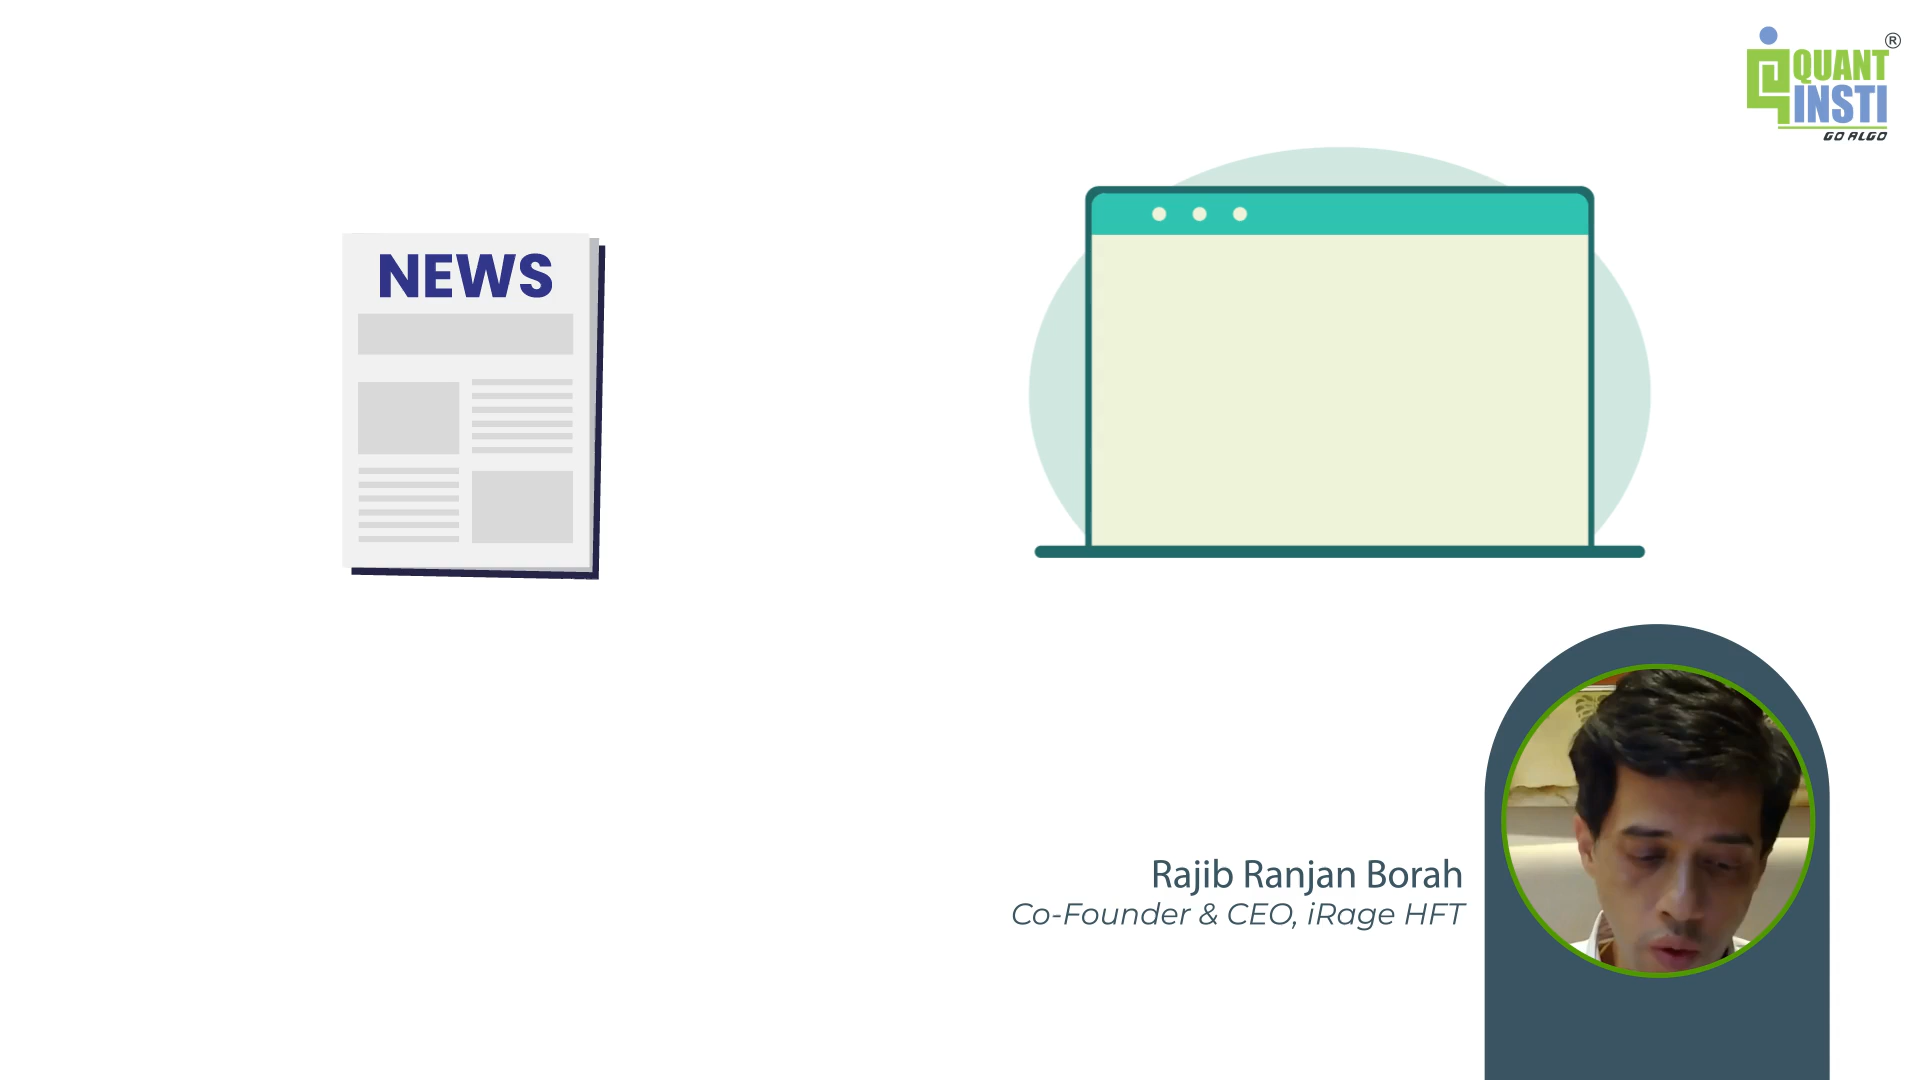 ®
QUANT
INSTI
GO ALGO
NEWS
Rajib Ranjan Borah
Co-Founder & CEO, iRage HFT